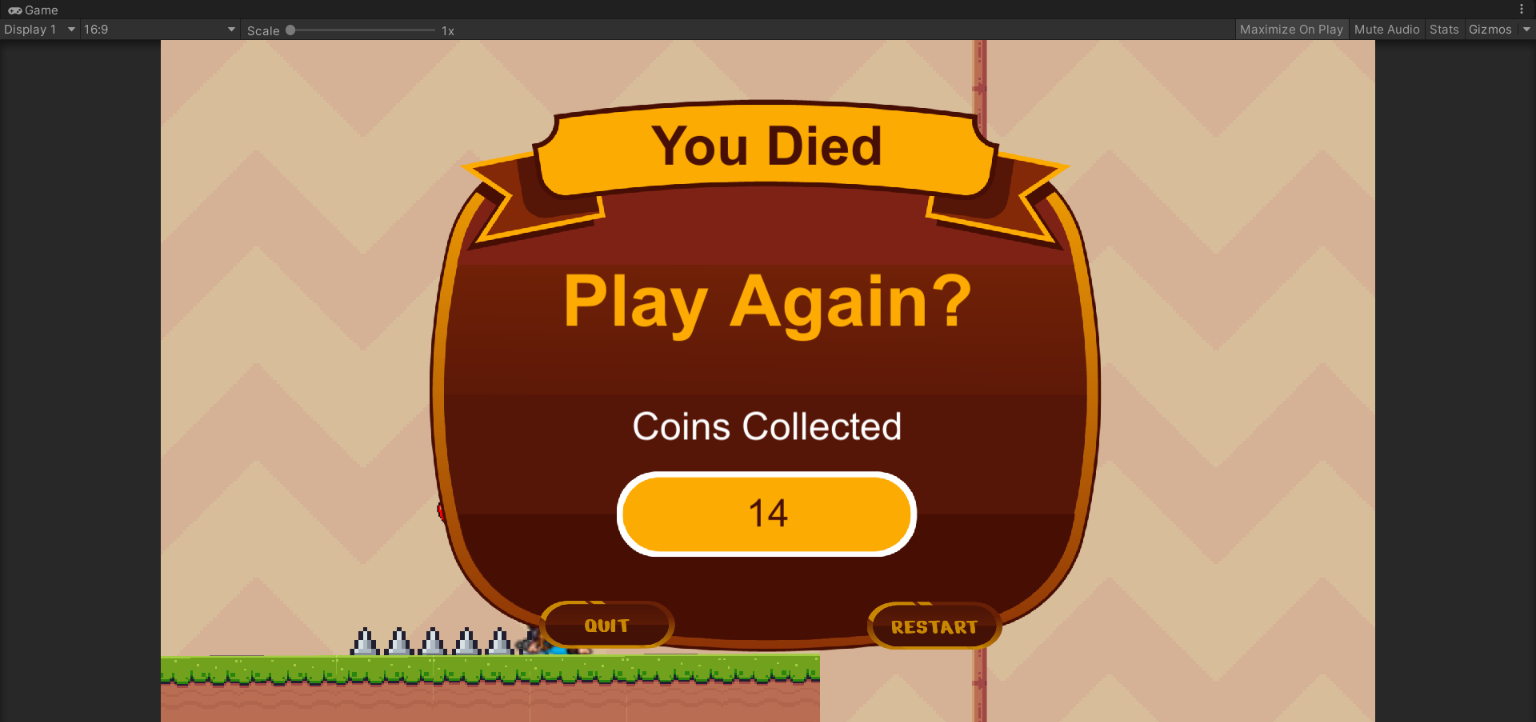 Game
Display 1 16:9 Scale 1x Maximize On Play Mute Audio Stats Gizmos
You Died
Play Again?
Coins Collected
14
QUIT RESTART